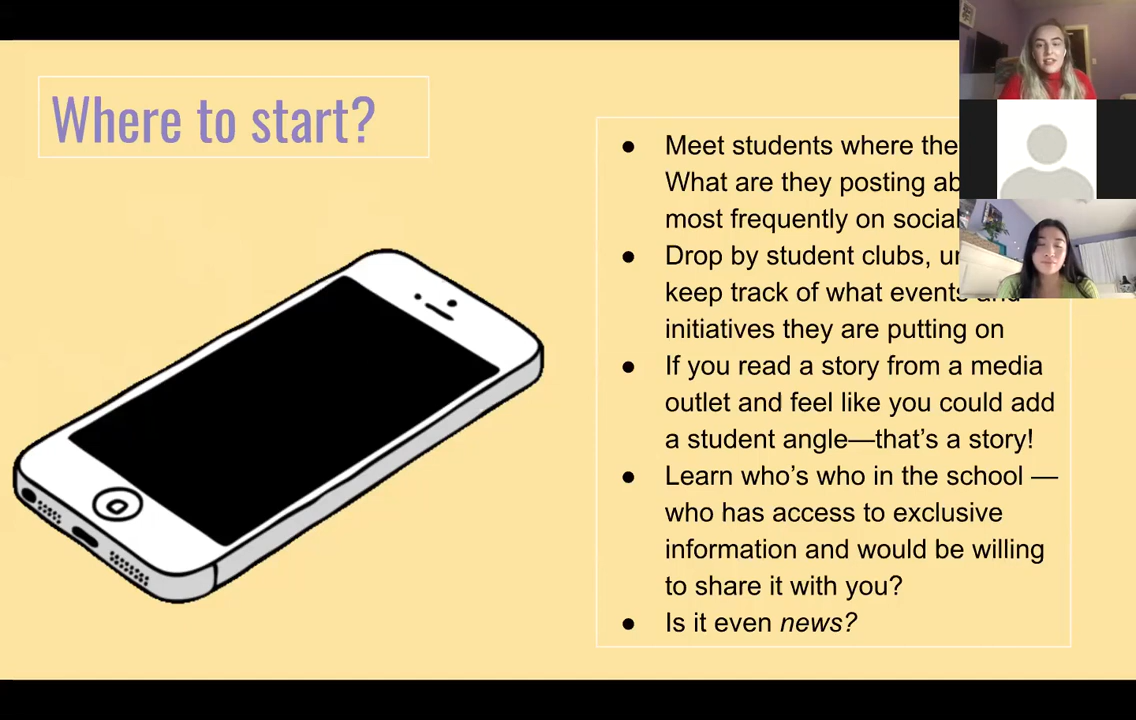 Where to start?
● Meet students where the
What are they posting
most frequently on social
● Drop by student clubs,
keep track of what events and
initiatives they are putting on
● If you read a story from a media
outlet and feel like you could add
a student angle—that’s a story!
● Learn who’s who in the school —
who has access to exclusive
information and would be willing
to share it with you?
● Is it even news?